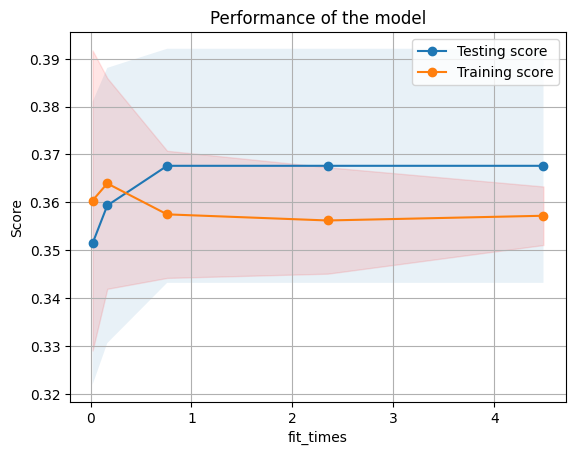 Performance of the model
Testing score
Training score
Score
0.39
0.38
0.37
0.36
0.35
0.34
0.33
0.32
0
1
2
3
4
fit_times